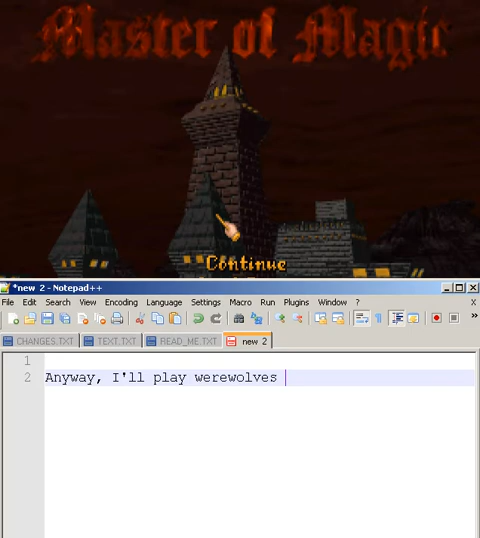 Master of Magic
Continue
*new 2 - Notepad++
File Edit Search View Encoding Language Settings Macro Run Plugins Window ? X
CHANGES.TXT TEXT.TXT READ_ME.TXT new 2
1
2 Anyway, I'll play werewolves